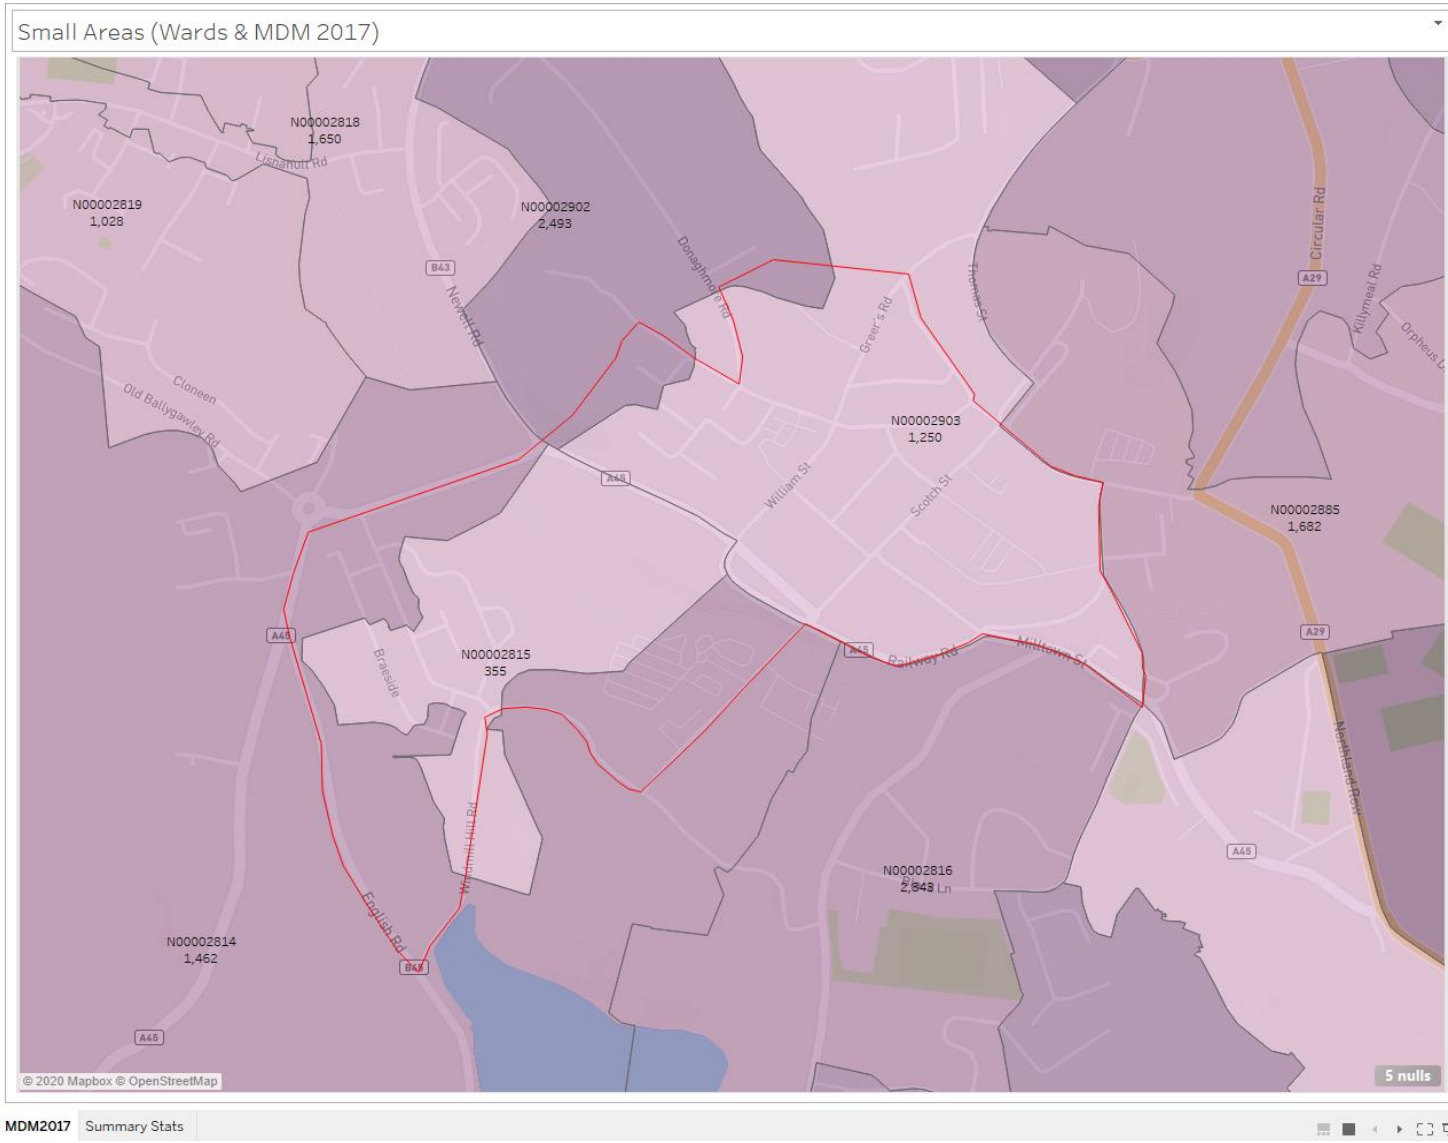 Small Areas (Wards & MDM 2017)
N00002818
1,650
Lisnahull Rd
N00002819
1,028
N00002902
2,493
Donaghmore Rd
B43
Newell Rd
Thomas St
Circular Rd
A29
Killymeal Rd
Greer's Rd
Cloneen
Old Ballygawley Rd
N00002903
1,250
A45
William St
Scotch St
N00002885
1,682
A45
A29
Milltown St
A45
Railway Rd
N00002815
355
Braeside
Northland Row
Windmill Hill Rd
A45
N00002816
Ln
English Rd
N00002814
1,462
B45
A45
© 2020 Mapbox © OpenStreetMap
5 nulls
MDM2017 Summary Stats